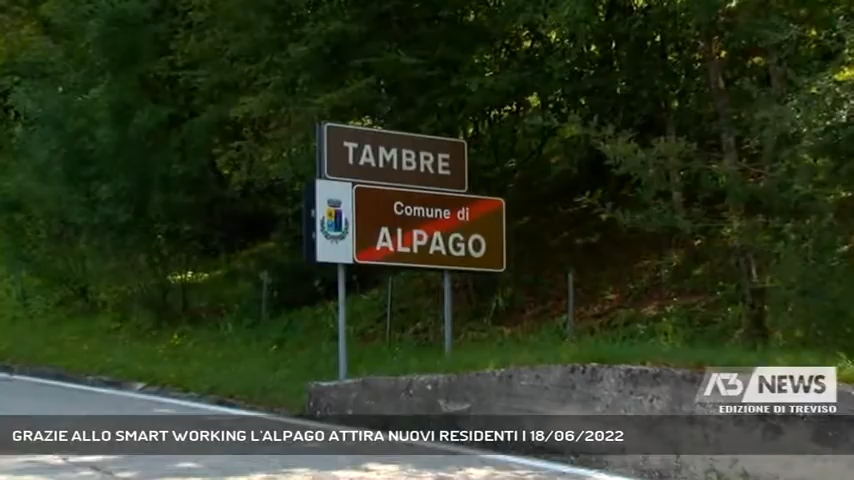 TAMBRE
Comune di
ALPAGO
A3 NEWS
EDIZIONE DI TREVISO
GRAZIE ALLO SMART WORKING L'ALPAGO ATTIRA NUOVI RESIDENTI | 18/06/2022